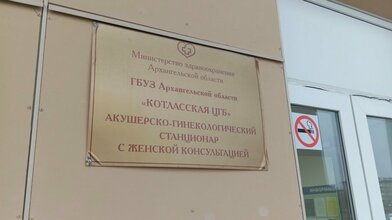 Министерство здравоохранения
Архангельской области
ГБУЗ Архангельской области
«КОТЛАССКАЯ ЦГБ»
АКУШЕРСКО-ГИНЕКОЛОГИЧЕСКИЙ
СТАЦИОНАР
С ЖЕНСКОЙ КОНСУЛЬТАЦИЕЙ